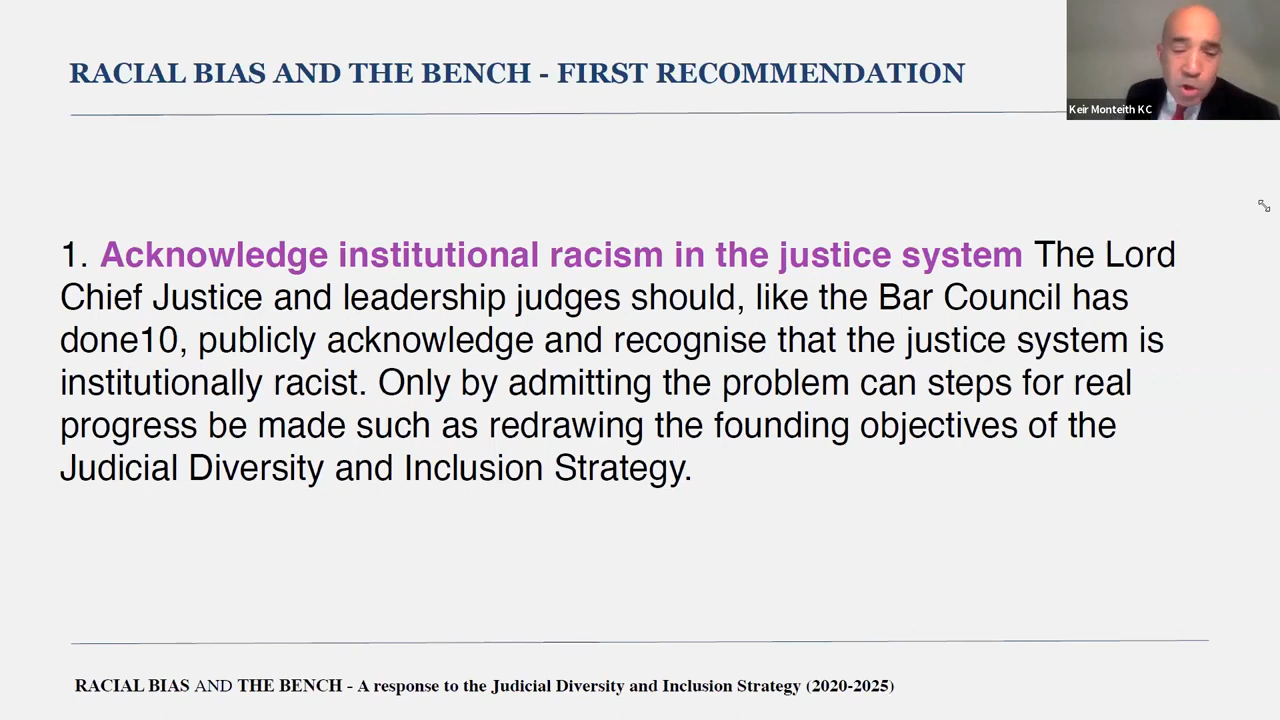 RACIAL BIAS AND THE BENCH - FIRST RECOMMENDATION
Keir Monteith KC
1. Acknowledge institutional racism in the justice system The Lord
Chief Justice and leadership judges should, like the Bar Council has
done10, publicly acknowledge and recognise that the justice system is
institutionally racist. Only by admitting the problem can steps for real
progress be made such as redrawing the founding objectives of the
Judicial Diversity and Inclusion Strategy.
RACIAL BIAS AND THE BENCH - A response to the Judicial Diversity and Inclusion Strategy (2020-2025)